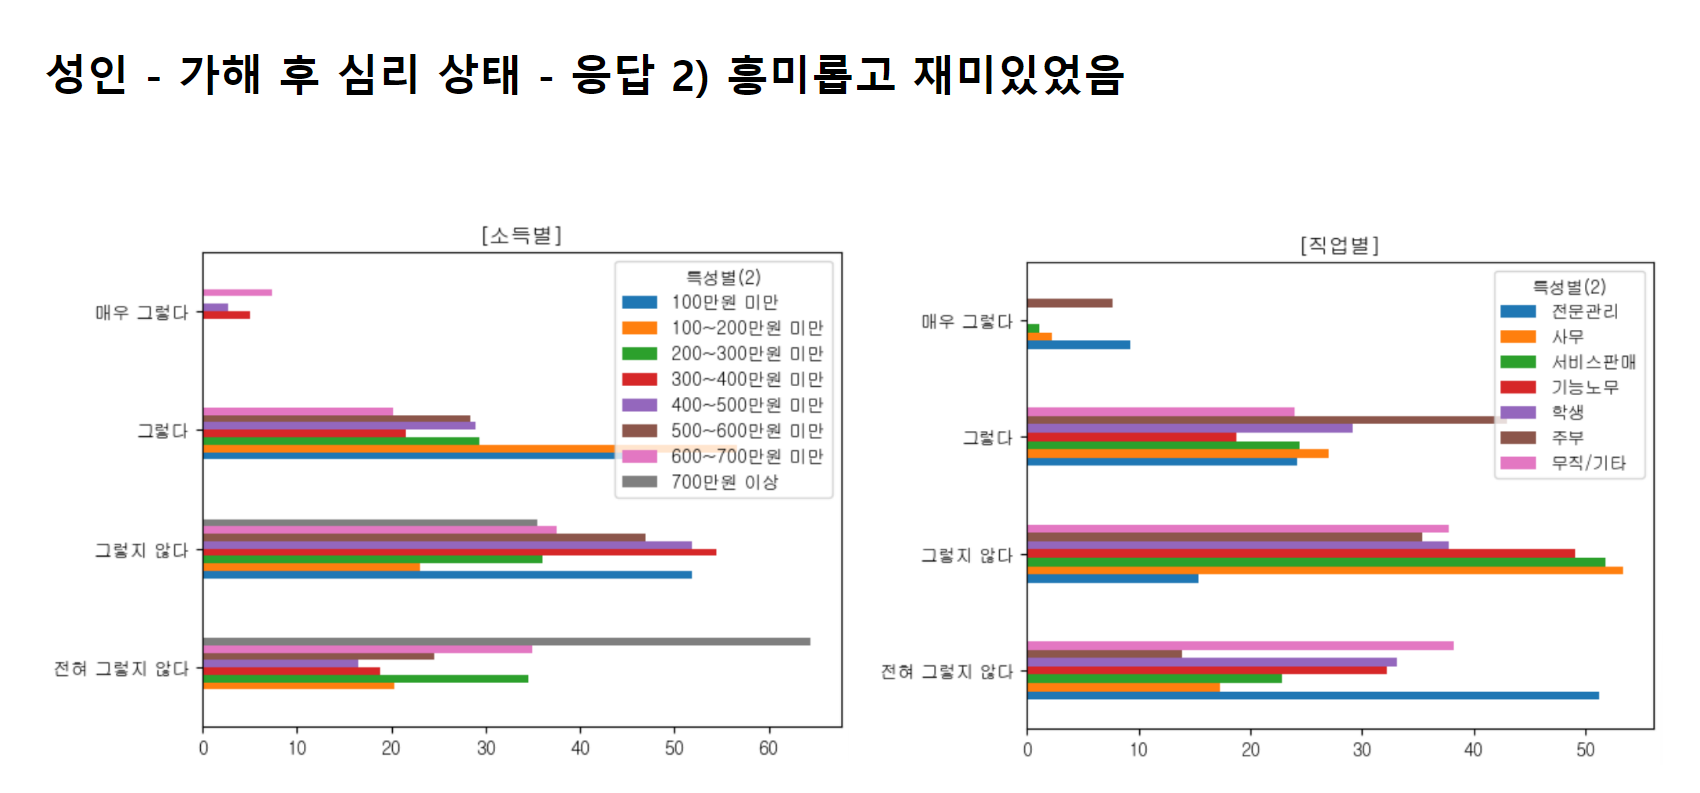 성인 - 가해 후 심리 상태 - 응답 2) 흥미롭고 재미있었음
[소득별]
특성별(2)
100만원 미만
100~200만원 미만
200~300만원 미만
300~400만원 미만
400~500만원 미만
500~600만원 미만
600~700만원 미만
700만원 이상
매우 그렇다
그렇다
그렇지 않다
전혀 그렇지 않다
0 10 20 30 40 50 60
[직업별]
특성별(2)
전문관리
사무
서비스판매
기능노무
학생
주부
무직/기타
매우 그렇다
그렇다
그렇지 않다
전혀 그렇지 않다
0 10 20 30 40 50